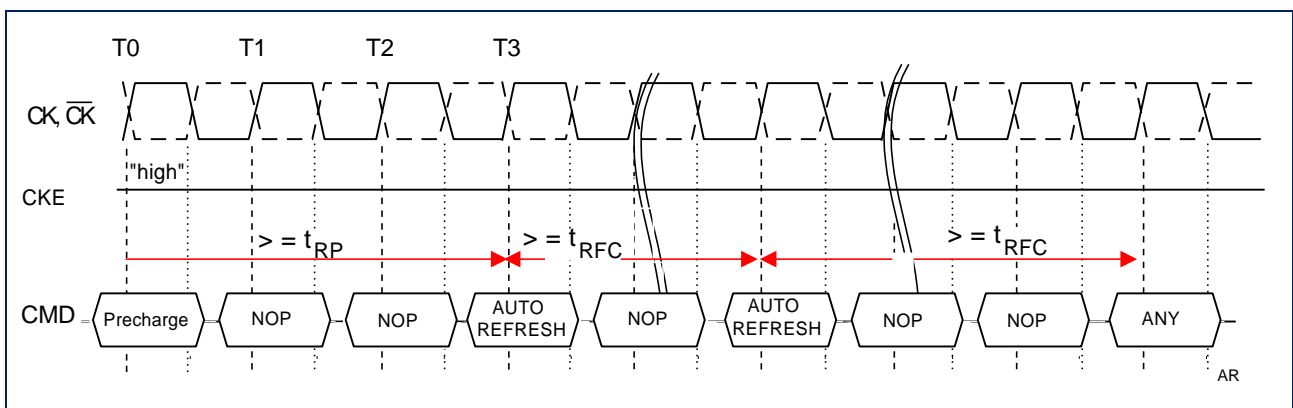 T0 T1 T2 T3
CK, C̅K̅
"high"
CKE
> = tRP > = tRFC > = tRFC
CMD Precharge NOP NOP AUTO REFRESH NOP AUTO REFRESH NOP NOP ANY
AR